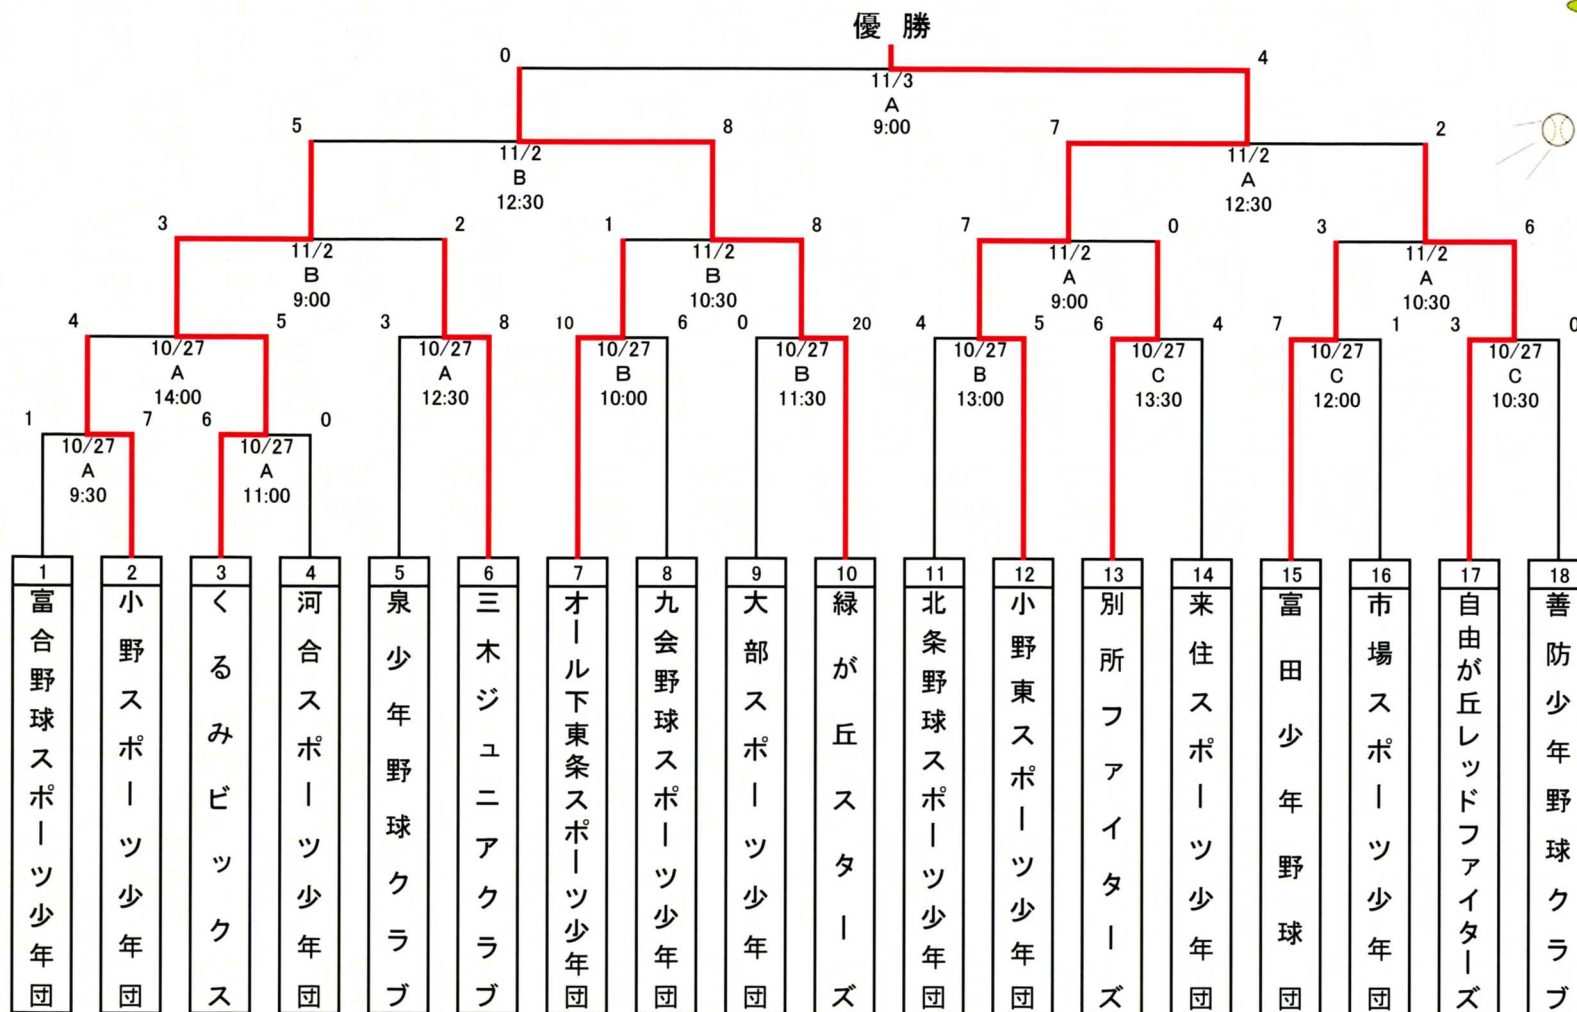 優勝
0 4
11/3
A
9:00
5 8 7 2
11/2 11/2
B A
12:30 12:30
3 2 1 8 7 0 3 6
11/2 11/2 11/2 11/2
B B A A
9:00 10:30 9:00 10:30
4 5 3 8 10 6 0 20 4 5 6 4 7 1 3 0
10/27 10/27 10/27 10/27 10/27 10/27 10/27 10/27
A A B B B C C C
14:00 12:30 10:00 11:30 13:00 13:30 12:00 10:30
1 7 6 0
10/27 10/27
A A
9:30 11:00
1 富合野球スポーツ少年団
2 小野スポーツ少年団
3 くるみビックス
4 河合スポーツ少年団
5 泉少年野球クラブ
6 三木ジュニアクラブ
7 オール下東条スポーツ少年団
8 九会野球スポーツ少年団
9 大部スポーツ少年団
10 緑が丘スターズ
11 北条野球スポーツ少年団
12 小野東スポーツ少年団
13 別所ファイターズ
14 来住スポーツ少年団
15 富田少年野球団
16 市場スポーツ少年団
17 自由が丘レッドファイターズ
18 善防少年野球クラブ